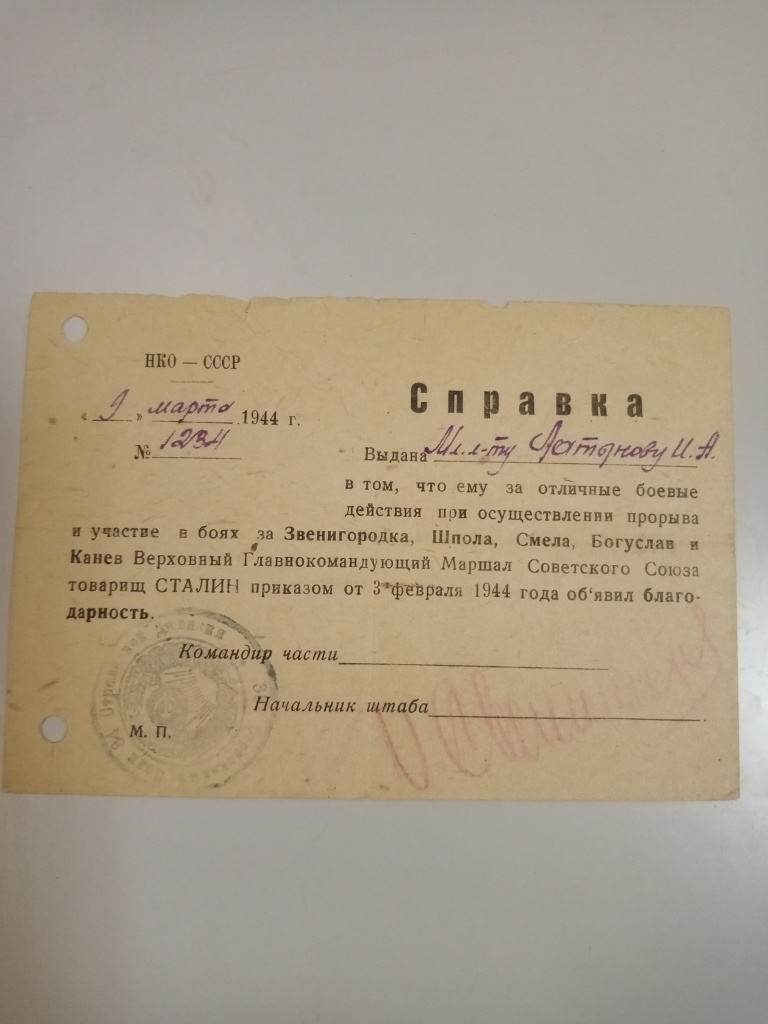 НКО — СССР
« 9 » марта 1944 г.
№ 1234
Справка
Выдана Мл. л-ту И. А.
в том, что ему за отличные боевые
действия при осуществлении прорыва
и участие в боях за Звенигородка, Шпола, Смела, Богуслав и
Канев Верховный Главнокомандующий Маршал Советского Союза
товарищ СТАЛИН приказом от 3 февраля 1944 года об'явил благо-
дарность.
Командир части
Начальник штаба
М. П.